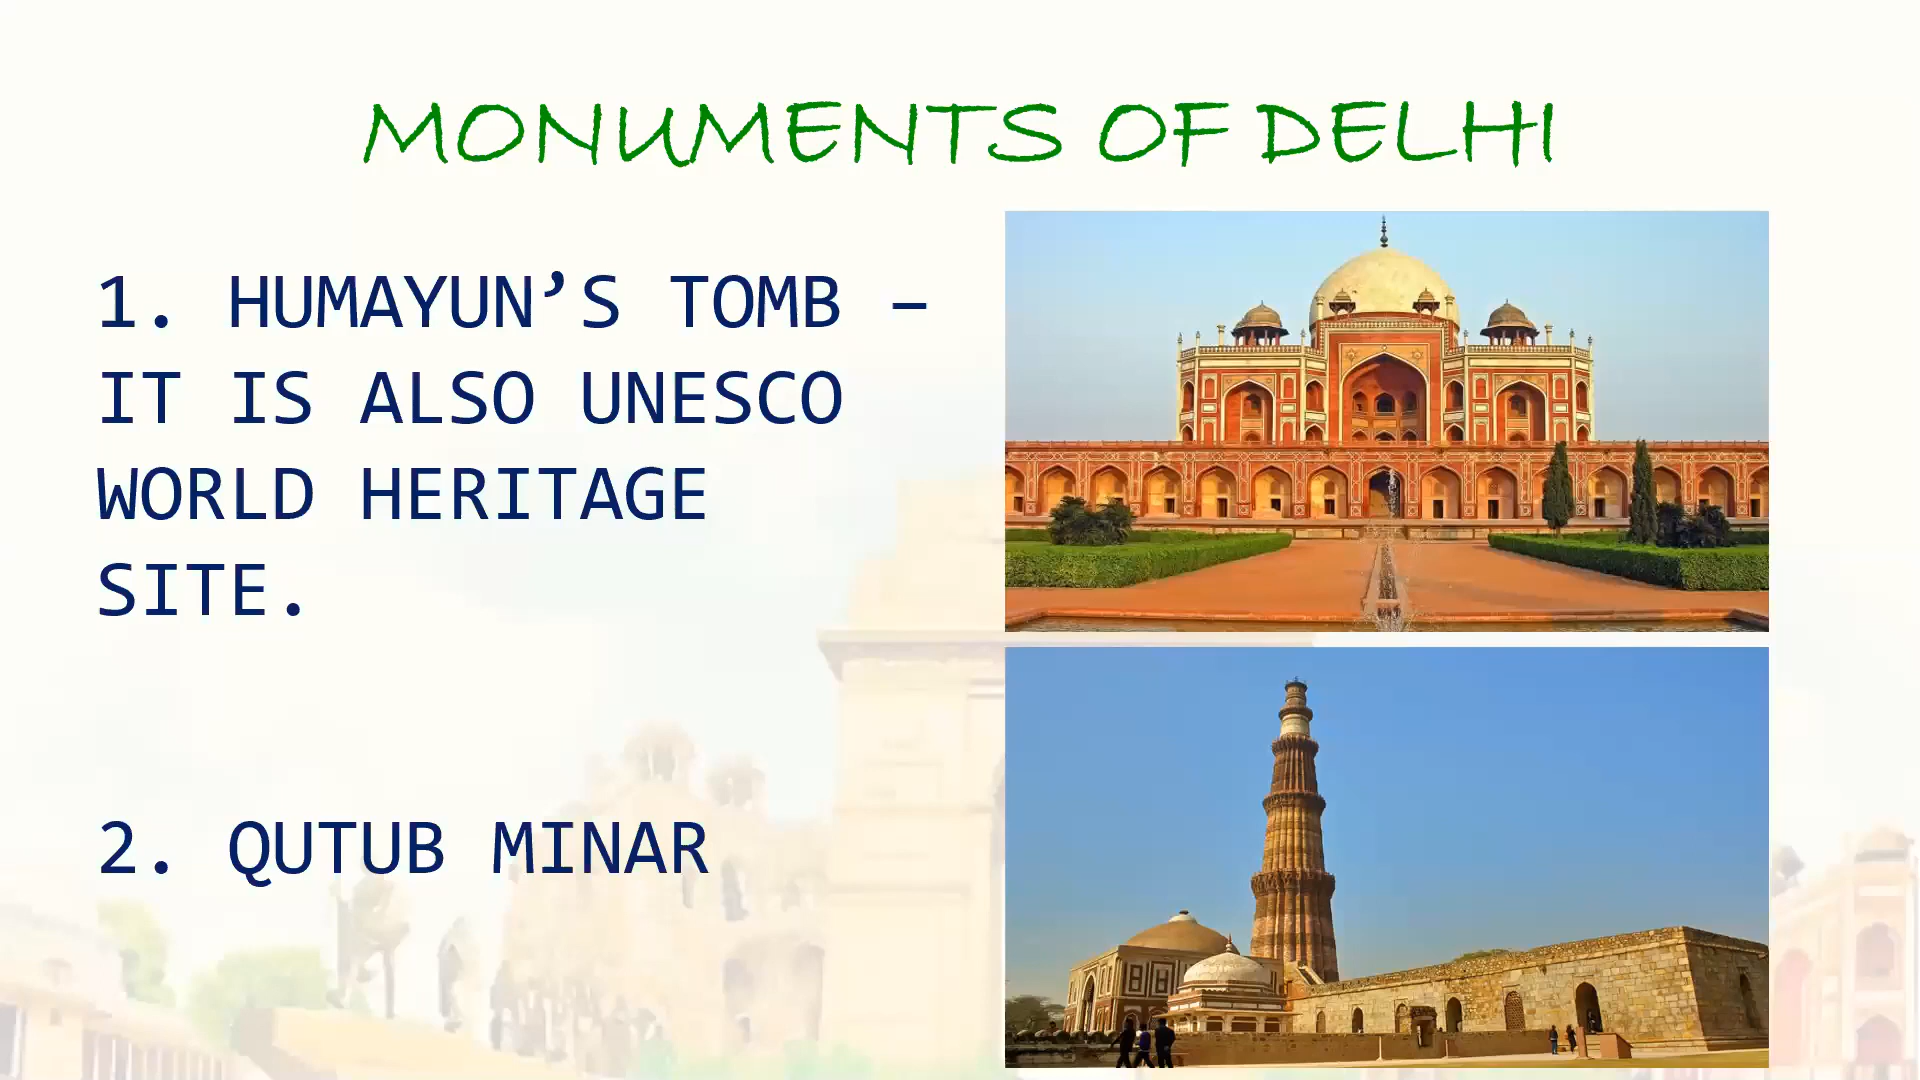 MONUMENTS OF DELHI
1. HUMAYUN’S TOMB –
IT IS ALSO UNESCO
WORLD HERITAGE
SITE.
2. QUTUB MINAR